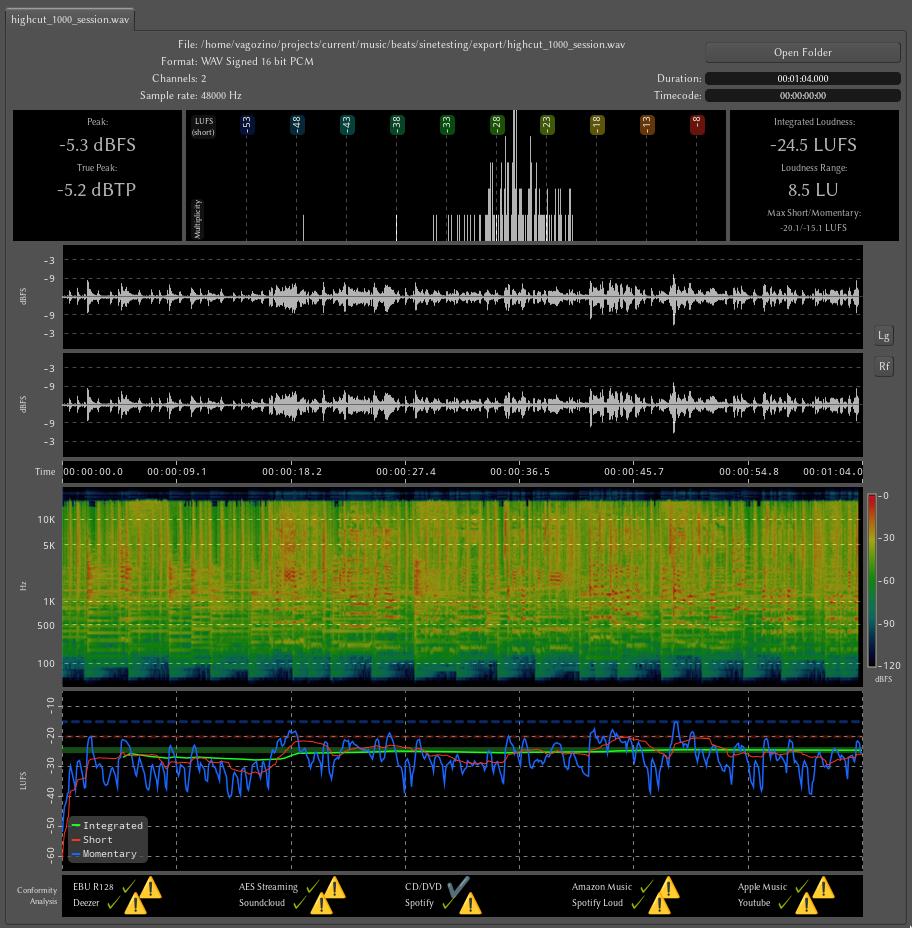 highcut_1000_session.wav
File: /home/vagozino/projects/current/music/beats/sinetesting/export/highcut_1000_session.wav
Format: WAV Signed 16 bit PCM
Channels: 2
Sample rate: 48000 Hz
Open Folder
Duration: 00:01:04.000
Timecode: 00:00:00:00
Peak:
-5.3 dBFS
True Peak:
-5.2 dBTP
LUFS
(short)
-53 -48 -43 -38 -33 -28 -23 -18 -13 -8
Multiplicity
Integrated Loudness:
-24.5 LUFS
Loudness Range:
8.5 LU
Max Short/Momentary:
-20.1/-15.1 LUFS
dBFS
-3
-9
-9
-3
Lg
Rf
dBFS
-3
-9
-9
-3
Time 00:00:00.0 00:00:09.1 00:00:18.2 00:00:27.4 00:00:36.5 00:00:45.7 00:00:54.8 00:01:04.0
Hz
10K
5K
1K
500
100
-0
-30
-60
-90
-120
dBFS
LUFS
-10
-20
-30
-40
-50
-60
Integrated
Short
Momentary
Conformity
Analysis
EBU R128 AES Streaming CD/DVD Amazon Music Apple Music
Deezer Soundcloud Spotify Spotify Loud Youtube